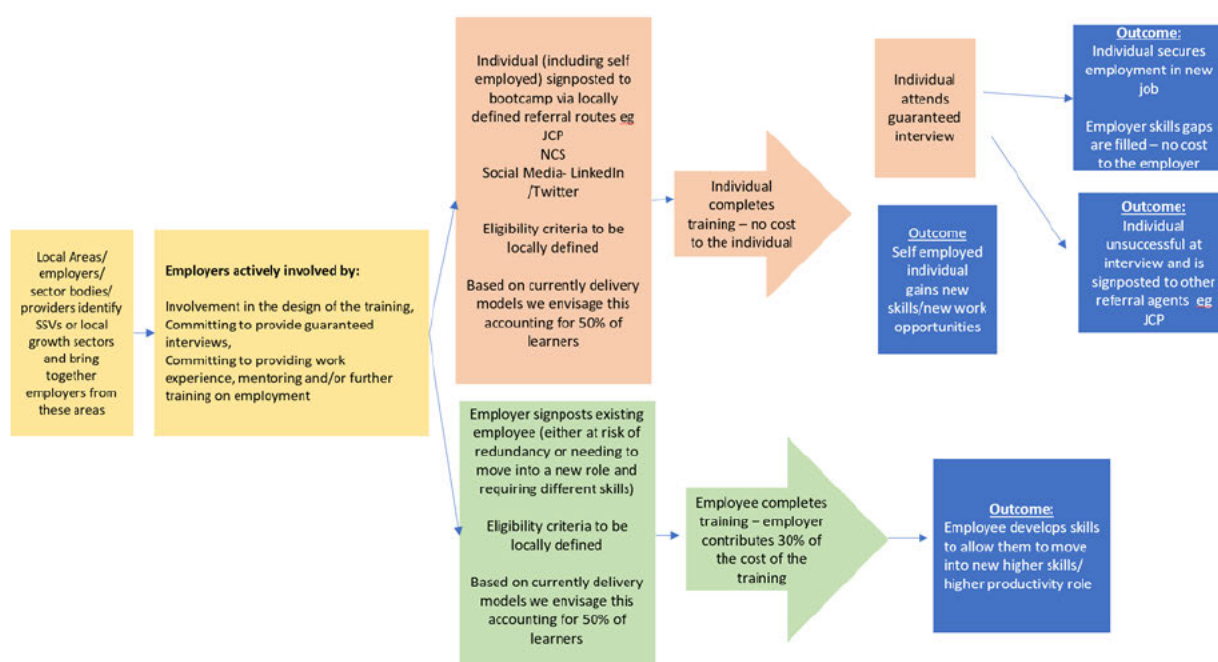 Local Areas/
employers/
sector bodies/
providers identify
SSVs or local
growth sectors
and bring
together
employers from
these areas
Employers actively involved by:
Involvement in the design of the training,
Committing to provide guaranteed
interviews,
Committing to providing work
experience, mentoring and/or further
training on employment
Individual (including self
employed) signposted to
bootcamp via locally
defined referral routes eg
JCP
NCS
Social Media- LinkedIn
/Twitter
Eligibility criteria to be
locally defined
Based on currently delivery
models we envisage this
accounting for 50% of
learners
Individual
completes
training – no cost
to the individual
Individual
attends
guaranteed
interview
Outcome:
Individual secures
employment in new
job
Employer skills gaps
are filled – no cost
to the employer
Outcome
Self employed
individual
gains new
skills/new work
opportunities
Outcome:
Individual
unsuccessful at
interview and is
signposted to other
referral agents eg
JCP
Employer signposts existing
employee (either at risk of
redundancy or needing to
move into a new role and
requiring different skills)
Eligibility criteria to be
locally defined
Based on currently delivery
models we envisage this
accounting for 50% of
learners
Employee completes
training – employer
contributes 30% of
the cost of the
training
Outcome:
Employee develops skills
to allow them to move
into new higher skills/
higher productivity role